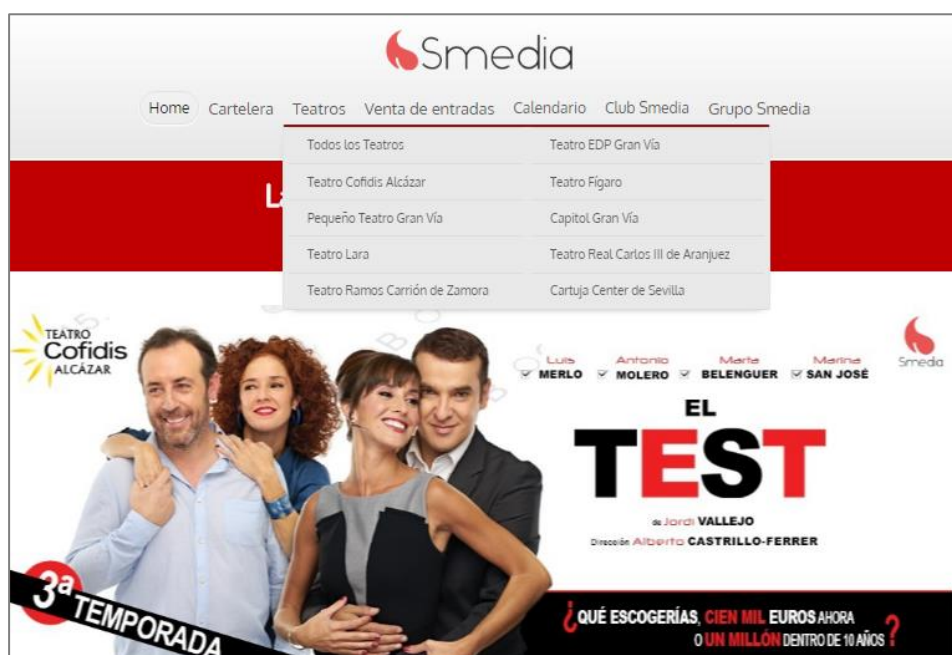 Smedia
Home Cartelera Teatros Venta de entradas Calendario Club Smedia Grupo Smedia
Todos los Teatros
Teatro EDP Gran Vía
Teatro Cofidis Alcázar
Teatro Fígaro
Pequeño Teatro Gran Vía
Capitol Gran Vía
Teatro Lara
Teatro Real Carlos III de Aranjuez
Teatro Ramos Carrión de Zamora
Cartuja Center de Sevilla
TEATRO
Cofidis
ALCÁZAR
Luis Antonio Marta Marina
MERLO MOLERO BELENGUER SAN JOSÉ
Smedia
EL
TEST
de Jordi VALLEJO
Dirección Alberto CASTRILLO-FERRER
3ª TEMPORADA
¿QUÉ ESCOGERÍAS, CIEN MIL EUROS AHORA
O UN MILLÓN DENTRO DE 10 AÑOS?